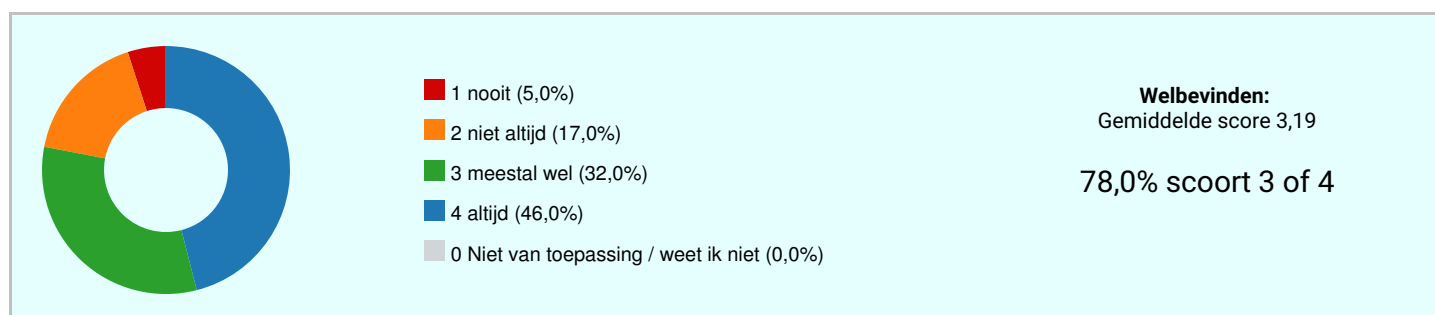 1 nooit (5,0%)
2 niet altijd (17,0%)
3 meestal wel (32,0%)
4 altijd (46,0%)
0 Niet van toepassing / weet ik niet (0,0%)
Welbevinden:
Gemiddelde score 3,19
78,0% scoort 3 of 4